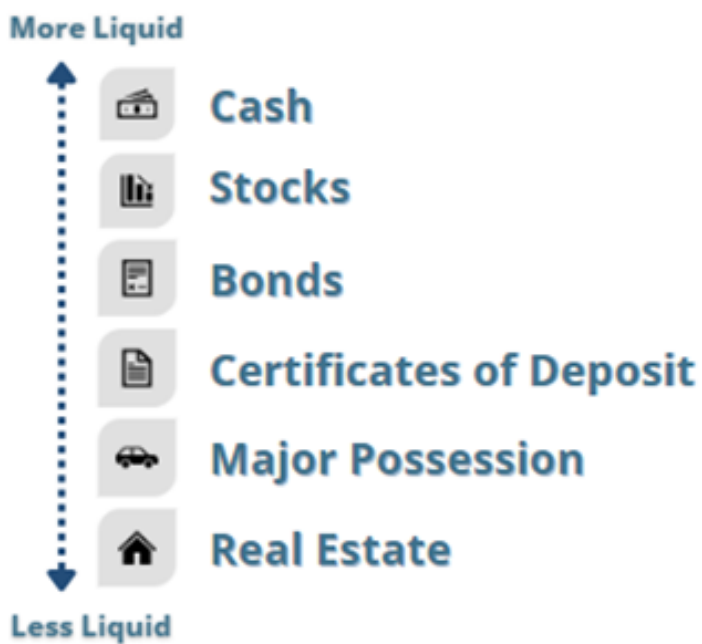 More Liquid
Cash
Stocks
Bonds
Certificates of Deposit
Major Possession
Real Estate
Less Liquid